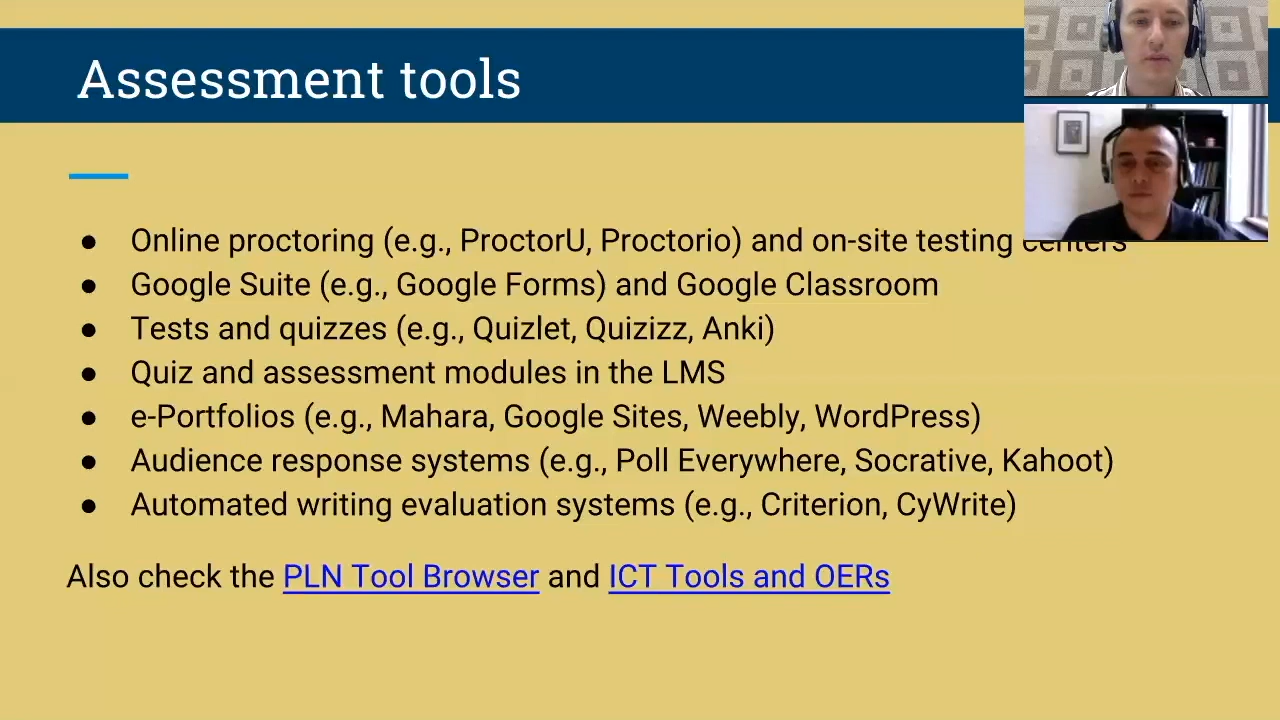 Assessment tools
● Online proctoring (e.g., ProctorU, Proctorio) and on-site testing centers
● Google Suite (e.g., Google Forms) and Google Classroom
● Tests and quizzes (e.g., Quizlet, Quizizz, Anki)
● Quiz and assessment modules in the LMS
● e-Portfolios (e.g., Mahara, Google Sites, Weebly, WordPress)
● Audience response systems (e.g., Poll Everywhere, Socrative, Kahoot)
● Automated writing evaluation systems (e.g., Criterion, CyWrite)
Also check the PLN Tool Browser and ICT Tools and OERs